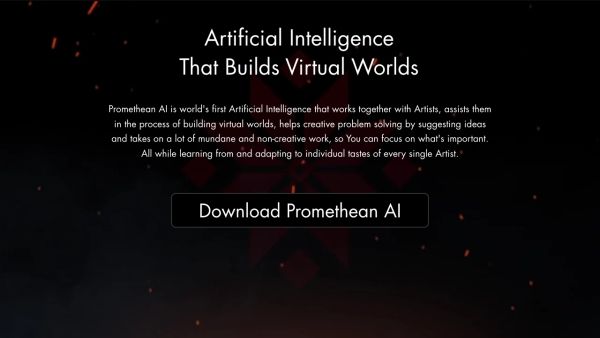 Artificial Intelligence
That Builds Virtual Worlds
Promethean AI is world's first Artificial Intelligence that works together with Artists, assists them
in the process of building virtual worlds, helps creative problem solving by suggesting ideas
and takes on a lot of mundane and non-creative work, so You can focus on what's important.
All while learning from and adapting to individual tastes of every single Artist.
Download Promethean AI